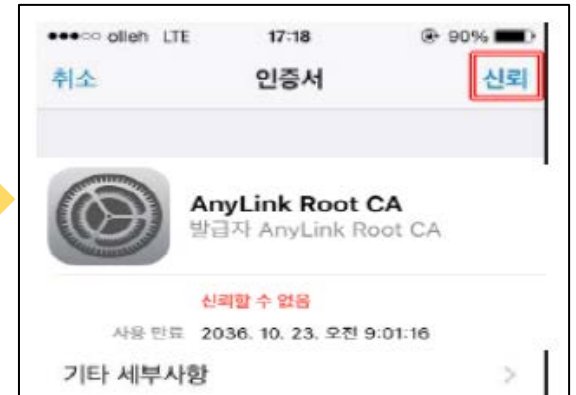 olleh LTE 17:18 90%
취소 인증서 신뢰
AnyLink Root CA
발급자 AnyLink Root CA
신뢰할 수 없음
사용 만료 2036. 10. 23. 오전 9:01:16
기타 세부사항